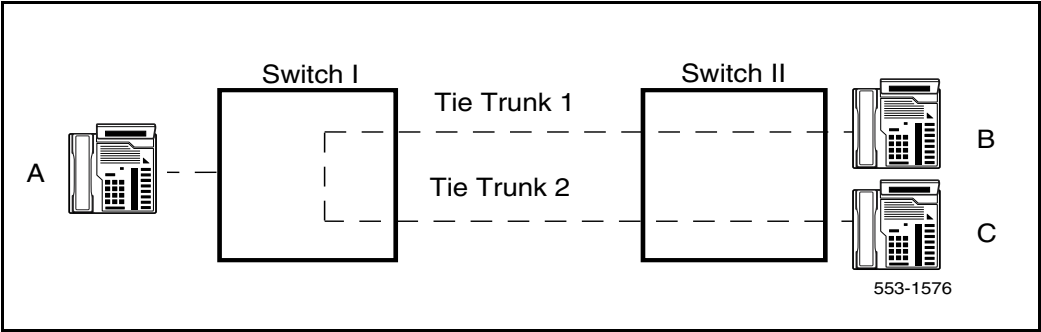 Switch I
Switch II
Tie Trunk 1
A
B
Tie Trunk 2
C
553-1576